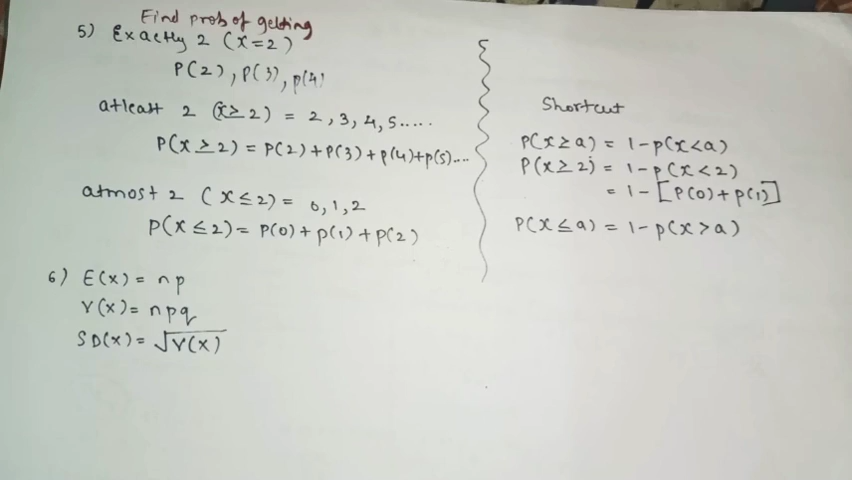 Find prob of getting
5) Exactly 2 (x=2)
P(2), P(3), P(4)
atleast 2 (x≥2) = 2, 3, 4, 5.....
P(x≥2) = P(2)+P(3)+P(4)+P(5)....
atmost 2 (x≤2) = 0, 1, 2
P(x≤2) = P(0)+P(1)+P(2)
6) E(x) = np
V(x) = npq
SD(x) = √V(x)
Shortcut
P(x≥a) = 1-P(x<a)
P(x≥2) = 1-P(x<2)
= 1-[P(0)+P(1)]
P(x≤a) = 1-P(x>a)